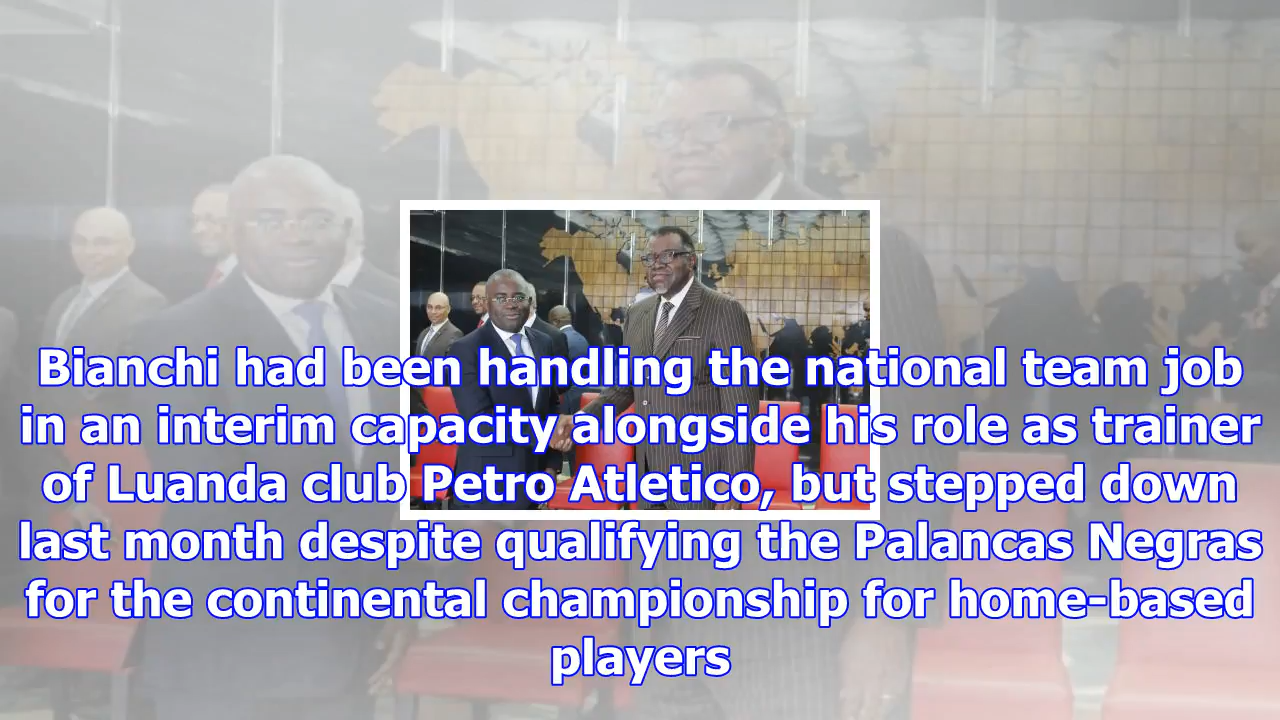 Bianchi had been handling the national team job
in an interim capacity alongside his role as trainer
of Luanda club Petro Atletico, but stepped down
last month despite qualifying the Palancas Negras
for the continental championship for home-based
players